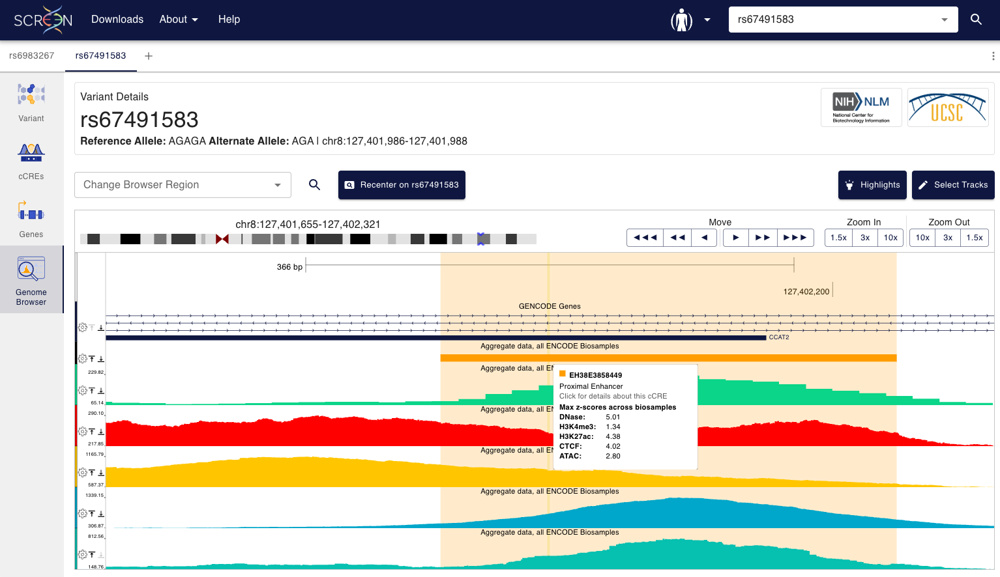 SCREEN
Downloads
About
Help
rs67491583
rs6983267
rs67491583
+
Variant
cCREs
Genes
Genome
Browser
Variant Details
rs67491583
Reference Allele: AGAGA Alternate Allele: AGA | chr8:127,401,986-127,401,988
NIH NLM
National Center for
Biotechnology Information
UCSC
Change Browser Region
Recenter on rs67491583
Highlights
Select Tracks
chr8:127,401,655-127,402,321
Move
Zoom In
1.5x
3x
10x
Zoom Out
10x
3x
1.5x
366 bp
127,402,200
GENCODE Genes
CCAT2
Aggregate data, all ENCODE Biosamples
Aggregate data, all EN
229.82
65.14
Aggregate data, all EN
290.10
217.85
Aggregate data, all EN
1165.79
587.37
Aggregate data, all ENCODE Biosamples
1339.15
306.87
Aggregate data, all ENCODE Biosamples
812.56
148.76
EH38E3858449
Proximal Enhancer
Click for details about this cCRE
Max z-scores across biosamples
DNase: 5.01
H3K4me3: 1.34
H3K27ac: 4.38
CTCF: 4.02
ATAC: 2.80